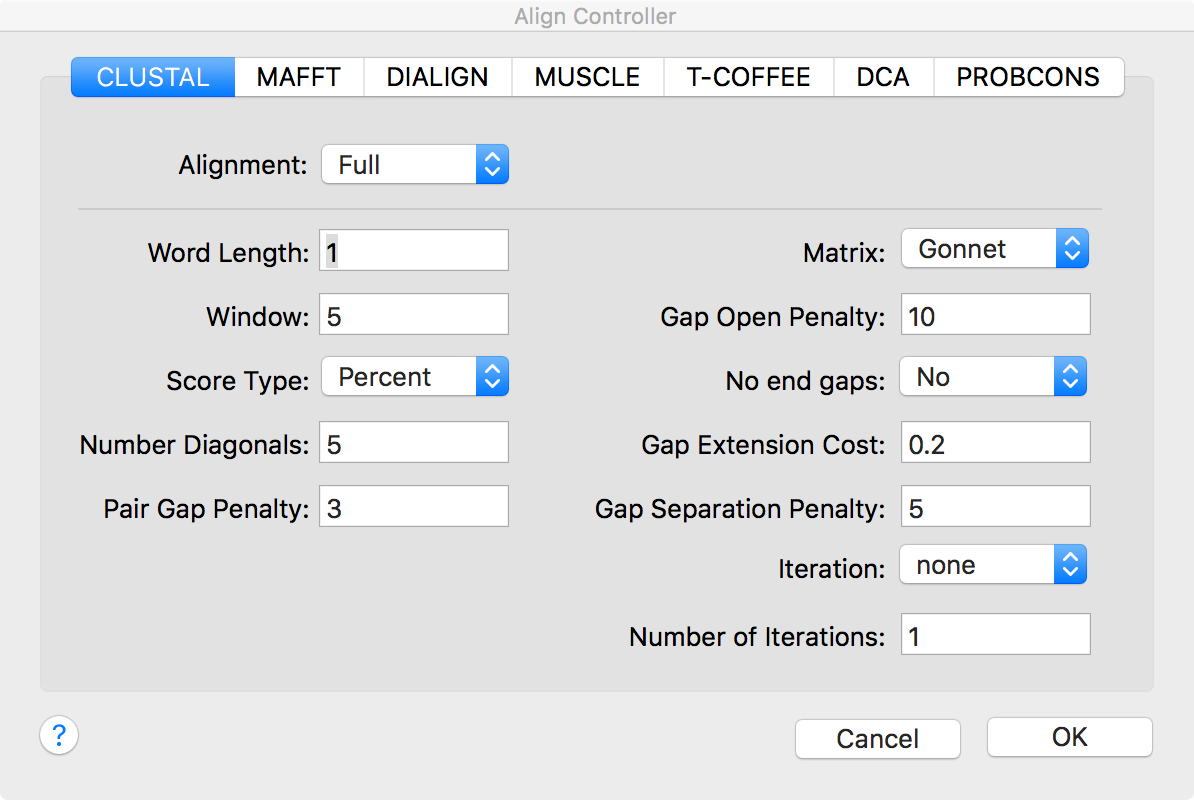 Align Controller
CLUSTAL MAFFT DIALIGN MUSCLE T-COFFEE DCA PROBCONS
Alignment: Full
Word Length: 1 Matrix: Gonnet
Window: 5 Gap Open Penalty: 10
Score Type: Percent No end gaps: No
Number Diagonals: 5 Gap Extension Cost: 0.2
Pair Gap Penalty: 3 Gap Separation Penalty: 5
Iteration: none
Number of Iterations: 1
? Cancel OK